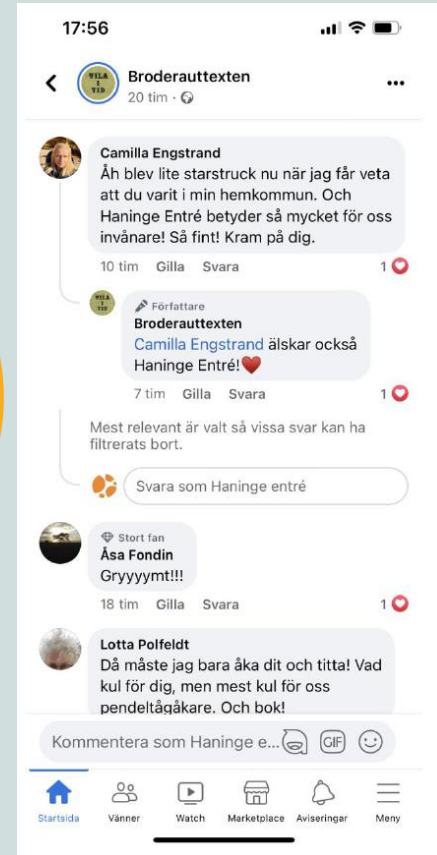 17:56
VILA
I
TID
Broderauttexten
20 tim ·
Camilla Engstrand
Åh blev lite starstruck nu när jag får veta
att du varit i min hemkommun. Och
Haninge Entré betyder så mycket för oss
invånare! Så fint! Kram på dig.
10 tim Gilla Svara 1
VILA
I
TID
Författare
Broderauttexten
Camilla Engstrand älskar också
Haninge Entré!
7 tim Gilla Svara 1
Mest relevant är valt så vissa svar kan ha
filtrerats bort.
Svara som Haninge entré
Stort fan
Åsa Fondin
Gryyyymt!!!
18 tim Gilla Svara 1
Lotta Polfeldt
Då måste jag bara åka dit och titta! Vad
kul för dig, men mest kul för oss
pendeltågåkare. Och bok!
Kommentera som Haninge e... GIF
Startsida Vänner Watch Marketplace Aviseringar Meny